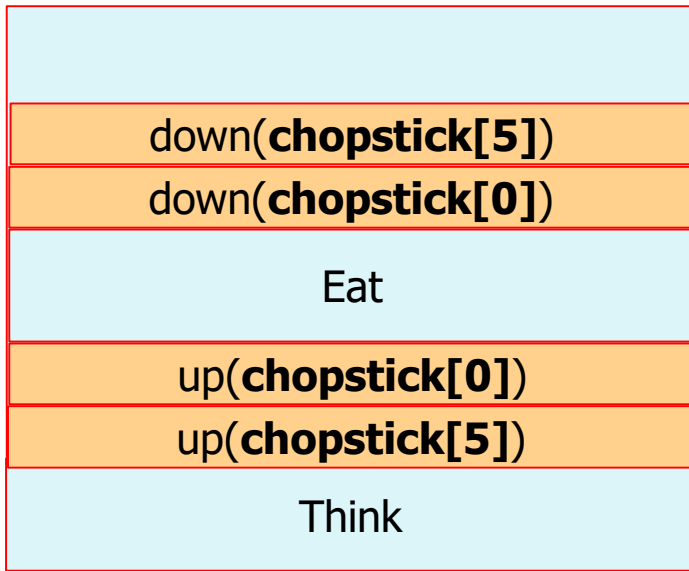 down(chopstick[5])
down(chopstick[0])
Eat
up(chopstick[0])
up(chopstick[5])
Think